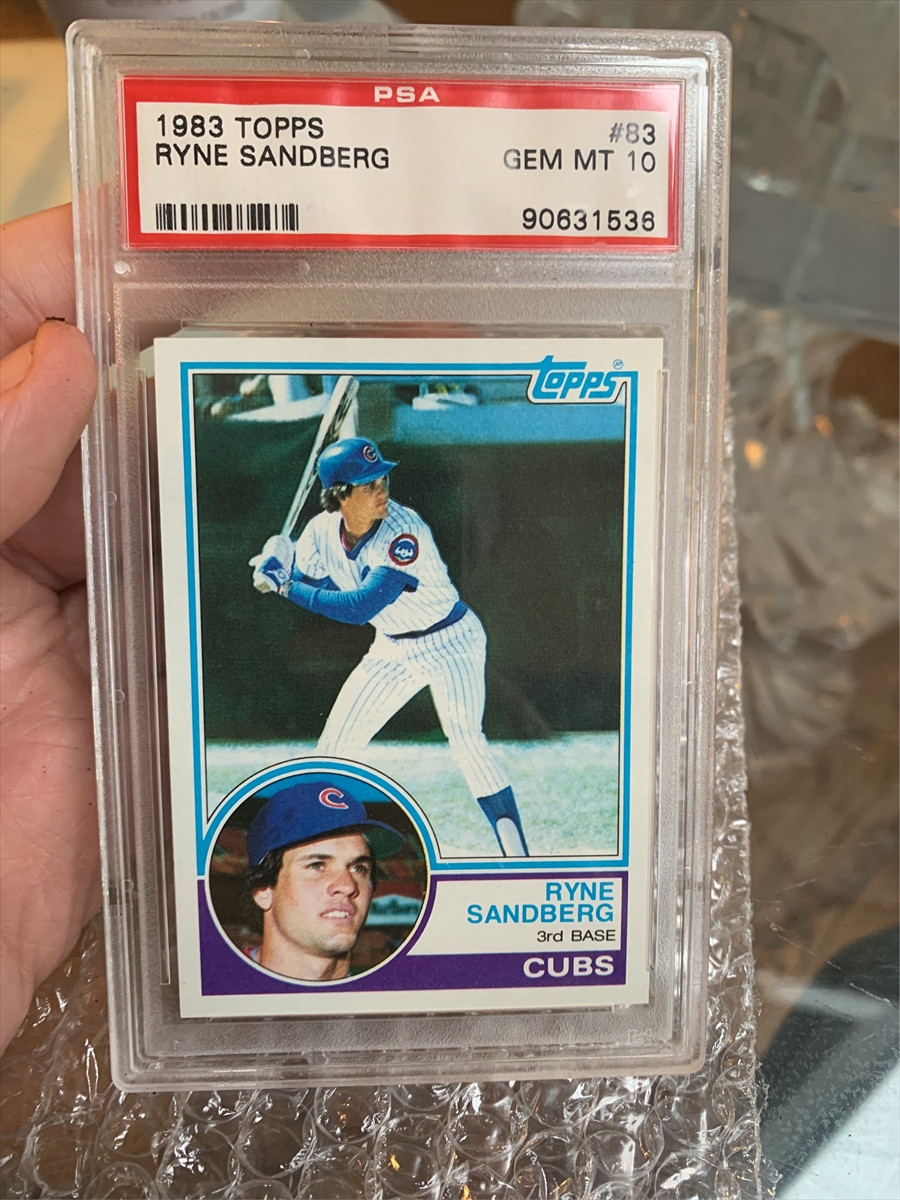 PSA
1983 TOPPS #83
RYNE SANDBERG GEM MT 10
90631536
topps
C
C
RYNE
SANDBERG
3rd BASE
CUBS